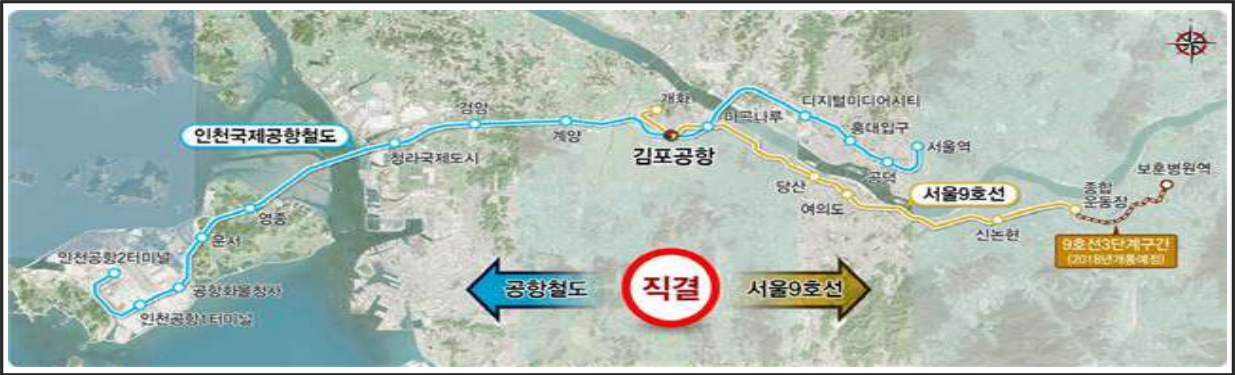 개화
디지털미디어시티
검암
마곡나루
홍대입구
인천국제공항철도
계양
서울역
김포공항
청라국제도시
공덕
보훈병원역
당산
서울9호선
종합
운동장
여의도
영종
신논현
운서
9호선3단계구간
(2018년개통예정)
인천공항2터미널
공항철도
직결
서울9호선
공항화물청사
인천공항1터미널